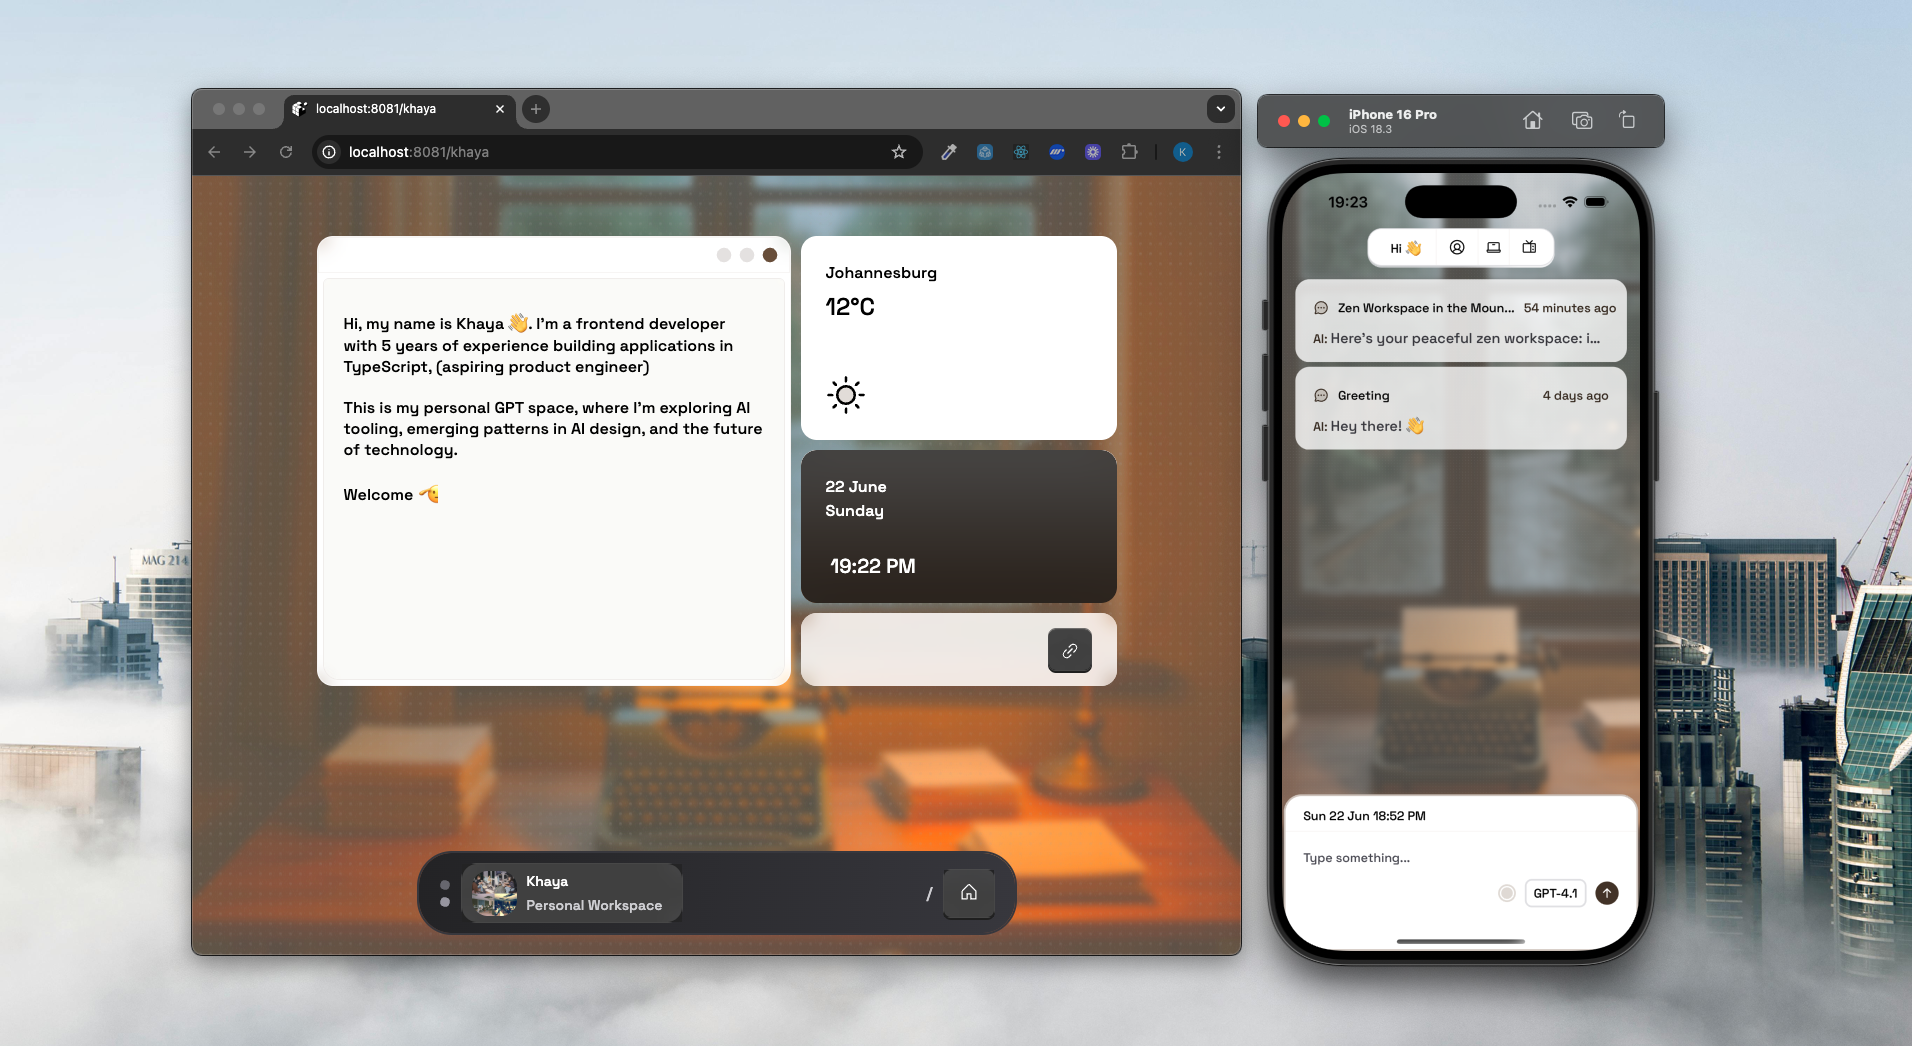 localhost:8081/khaya
localhost:8081/khaya
K
Hi, my name is Khaya 👋. I'm a frontend developer
with 5 years of experience building applications in
TypeScript, (aspiring product engineer)
This is my personal GPT space, where I'm exploring AI
tooling, emerging patterns in AI design, and the future
of technology.
Welcome 🫡
Johannesburg
12°C
22 June
Sunday
19:22 PM
Khaya
Personal Workspace
/
iPhone 16 Pro
iOS 18.3
19:23
Hi 👋
Zen Workspace in the Moun... 54 minutes ago
AI: Here's your peaceful zen workspace: i...
Greeting 4 days ago
AI: Hey there! 👋
Sun 22 Jun 18:52 PM
Type something...
GPT-4.1
MAG 214